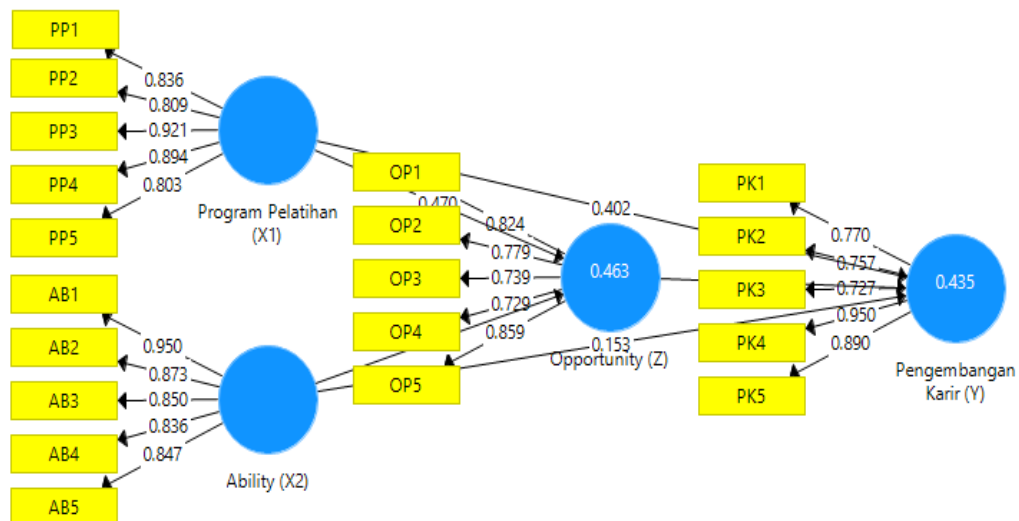 PP1
PP2
PP3
PP4
PP5
0.836
0.809
0.921
0.894
0.803
Program Pelatihan
(X1)
AB1
AB2
AB3
AB4
AB5
0.950
0.873
0.850
0.836
0.847
Ability (X2)
OP1
OP2
OP3
OP4
OP5
0.470
0.824
0.779
0.739
0.729
0.859
0.463
Opportunity (Z)
0.402
0.153
PK1
PK2
PK3
PK4
PK5
0.770
0.757
0.727
0.950
0.890
0.435
Pengembangan
Karir (Y)